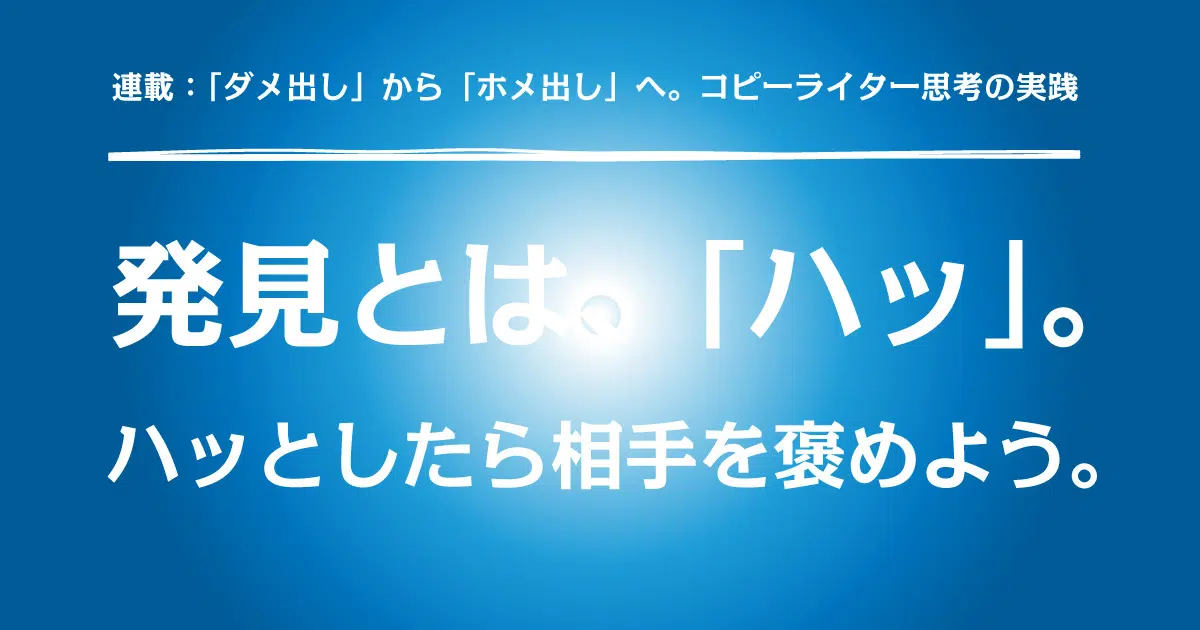 連載：「ダメ出し」から「ホメ出し」へ。コピーライター思考の実践
発見とは、「ハッ」。
ハッとしたら相手を褒めよう。